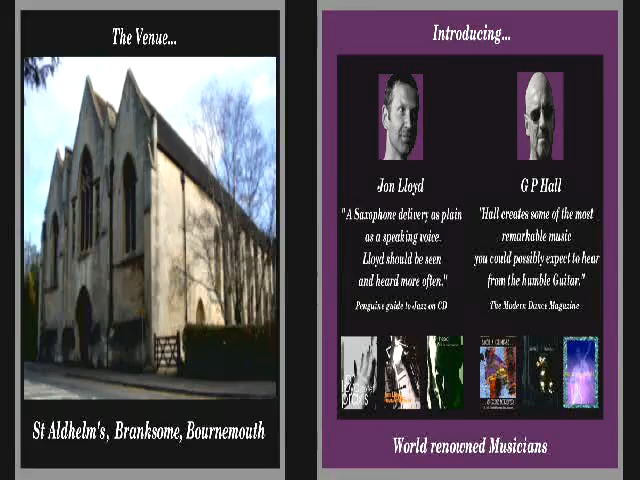 The Venue...
St Aldhelm's, Branksome, Bournemouth
Introducing...
Jon Lloyd
"A Saxophone delivery as plain
as a speaking voice.
Lloyd should be seen
and heard more often."
Penguins guide to Jazz on CD
G P Hall
"Hall creates some of the most
remarkable music
you could possibly expect to hear
from the humble Guitar."
The Modern Dance Magazine
World renowned Musicians